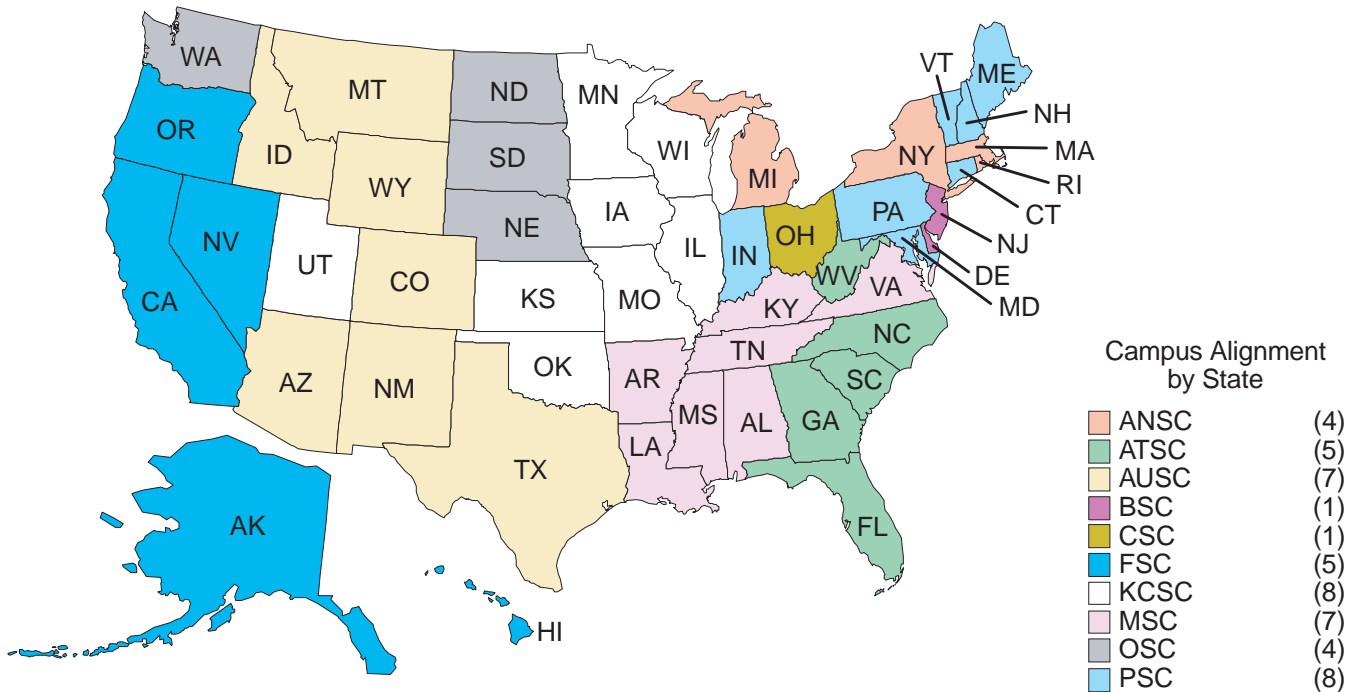 WA
MT
ND
MN
VT
ME
OR
ID
SD
WI
NY
NH
WY
MI
MA
RI
NE
IA
PA
CT
NV
UT
IL
IN
OH
NJ
CA
CO
KS
MO
WV
VA
DE
KY
MD
NC
TN
AZ
NM
OK
AR
SC
MS
AL
GA
LA
TX
FL
AK
HI
Campus Alignment
by State
ANSC (4)
ATSC (5)
AUSC (7)
BSC (1)
CSC (1)
FSC (5)
KCSC (8)
MSC (7)
OSC (4)
PSC (8)